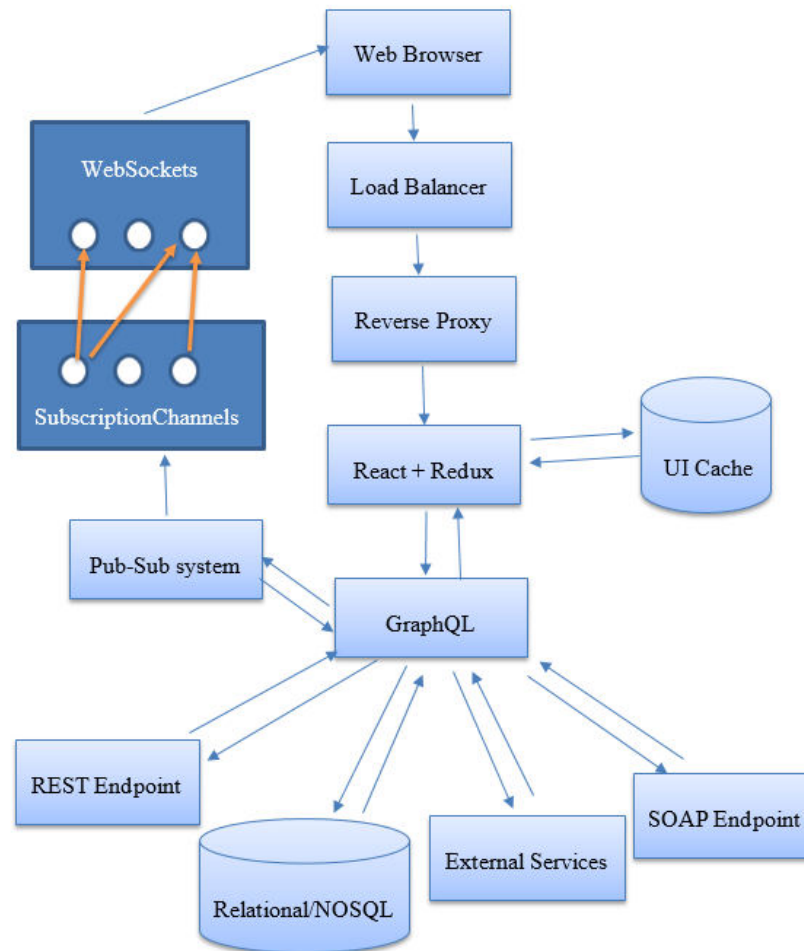 Web Browser
WebSockets
Load Balancer
Reverse Proxy
SubscriptionChannels
React + Redux
UI Cache
Pub-Sub system
GraphQL
REST Endpoint
SOAP Endpoint
External Services
Relational/NOSQL